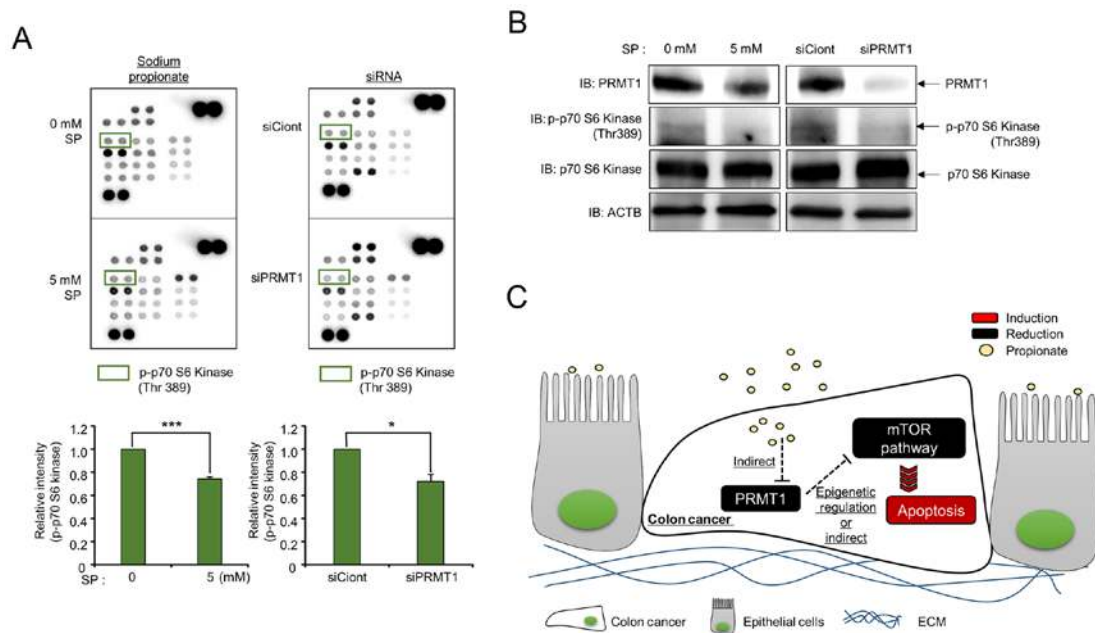 A
Sodium
propionate
siRNA
0 mM
SP
siCiont
5 mM
SP
siPRMT1
p-p70 S6 Kinase
(Thr 389)
p-p70 S6 Kinase
(Thr 389)
Relative intensity
(p-p70 S6 kinase)
1.2
1
0.8
0.6
0.4
0.2
0
***
SP :
0
5 (mM)
Relative intensity
(p-p70 S6 kinase)
1.2
1
0.8
0.6
0.4
0.2
0
*
siCiont
siPRMT1
B
SP : 0 mM 5 mM siCiont siPRMT1
IB: PRMT1
PRMT1
IB: p-p70 S6 Kinase
(Thr389)
p-p70 S6 Kinase
(Thr389)
IB: p70 S6 Kinase
p70 S6 Kinase
IB: ACTB
C
Induction
Reduction
Propionate
mTOR
pathway
Indirect
PRMT1
Epigenetic
regulation
or
indirect
Apoptosis
Colon cancer
Colon cancer
Epithelial cells
ECM